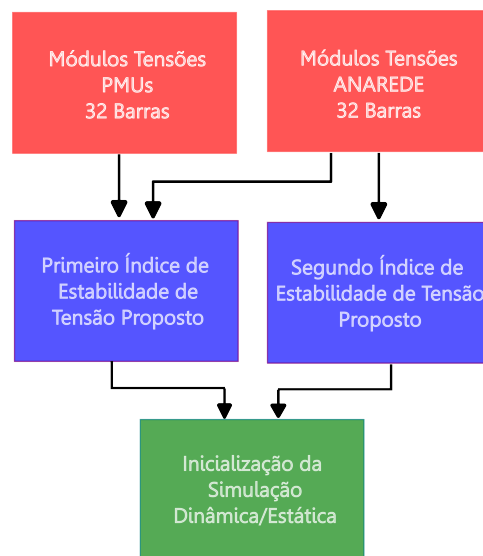 Módulos Tensões
PMUs
32 Barras
Módulos Tensões
ANAREDE
32 Barras
Primeiro Índice de
Estabilidade de
Tensão Proposto
Segundo Índice de
Estabilidade de Tensão
Proposto
Inicialização da
Simulação
Dinâmica/Estática